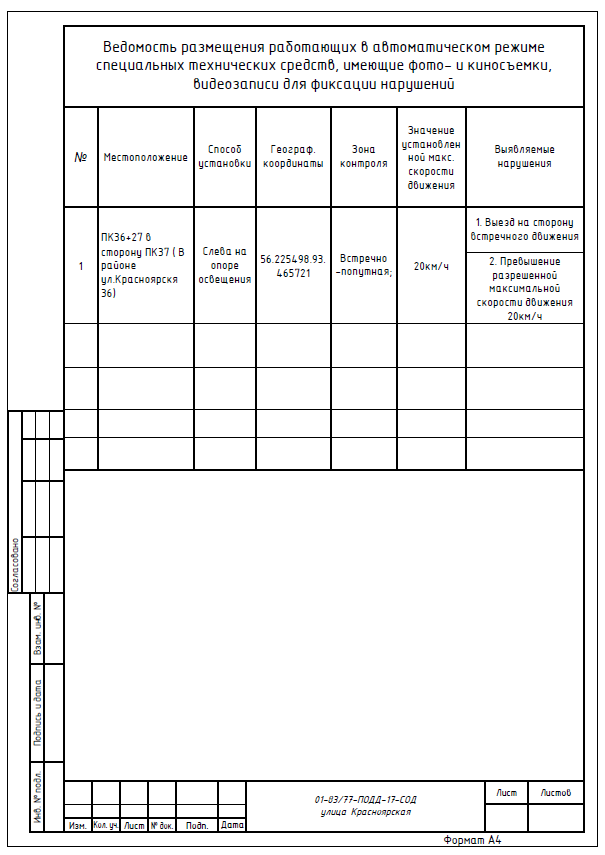 Ведомость размещения работающих в автоматическом режиме
специальных технических средств, имеющие фото- и киносъемки,
видеозаписи для фиксации нарушений
№
Местоположение
Способ
установки
Географ.
координаты
Зона
контроля
Значение
установлен
ной макс.
скорости
движения
Выявляемые
нарушения
1
ПК36+27 в
сторону ПК37 ( В
районе
ул.Красноярскя
36)
Слева на
опоре
освещения
56.225498.93.
465721
Встречно
-попутная;
20км/ч
1. Выезд на сторону
встречного движения
2. Превышение
разрешенной
максимальной
скорости движения
20км/ч
Согласовано
Взам. инв. №
Подпись и дата
Инв. № подл.
Изм.
Кол. уч.
Лист
№ док.
Подп.
Дата
01-83/77-ПОДД-17-СОД
улица Красноярская
Лист
Листов
Формат А4